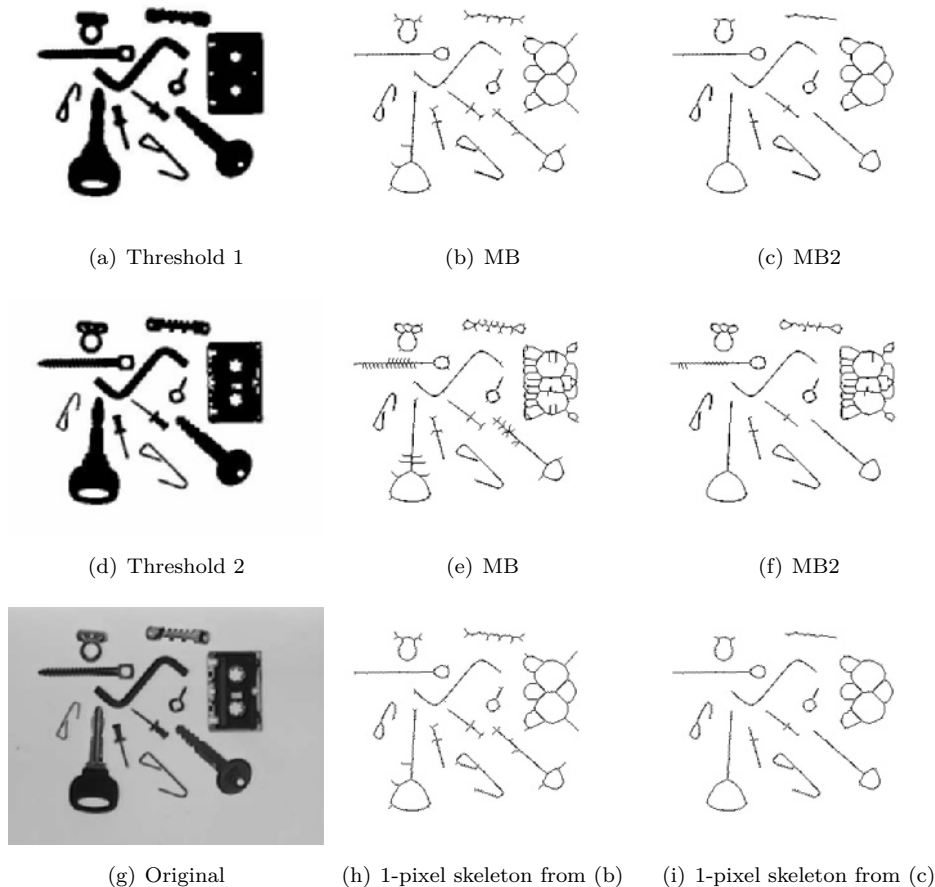 (a) Threshold 1 (b) MB (c) MB2
(d) Threshold 2 (e) MB (f) MB2
(g) Original (h) 1-pixel skeleton from (b) (i) 1-pixel skeleton from (c)